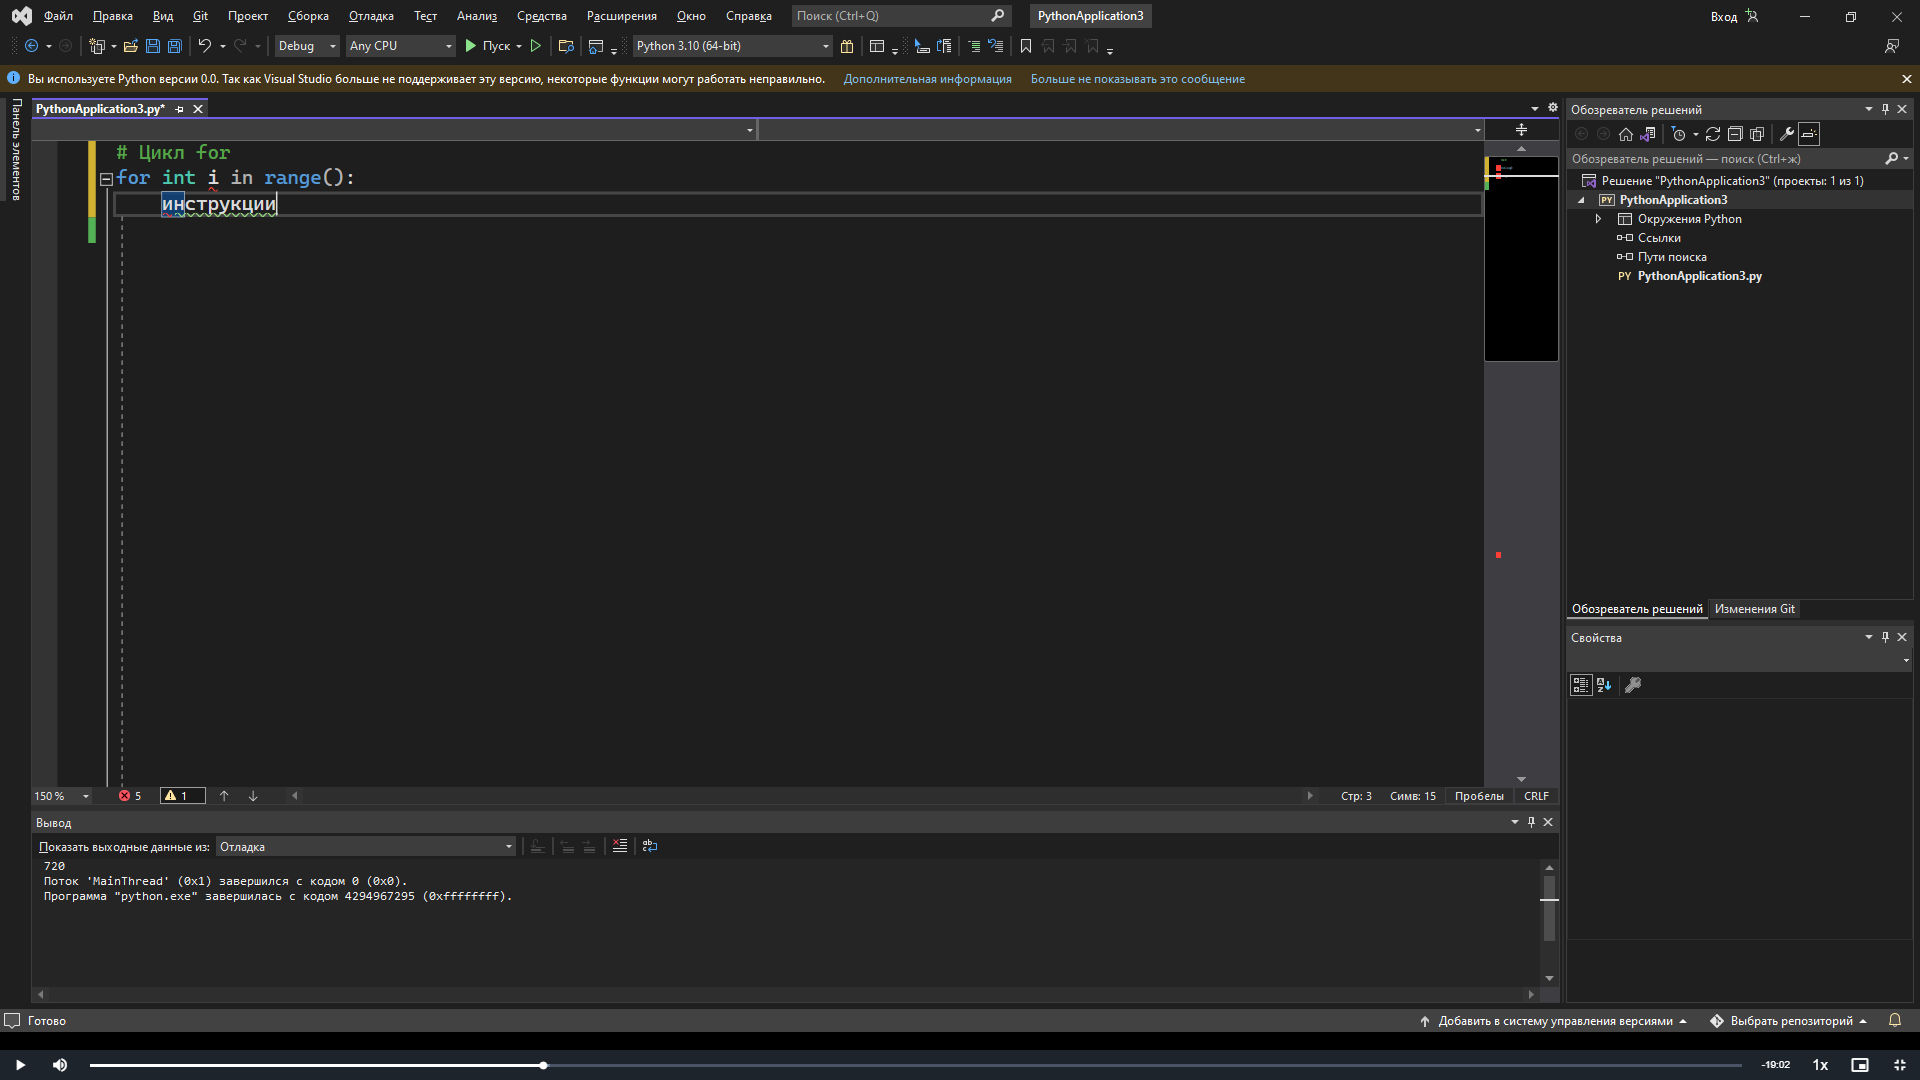 Файл Правка Вид Git Проект Сборка Отладка Тест Анализ Средства Расширения Окно Справка Поиск (Ctrl+Q) PythonApplication3 Вход
Debug Any CPU Пуск Python 3.10 (64-bit)
Вы используете Python версии 0.0. Так как Visual Studio больше не поддерживает эту версию, некоторые функции могут работать неправильно. Дополнительная информация Больше не показывать это сообщение
Панель элементов
PythonApplication3.py*
# Цикл for
for int i in range():
инструкции
150 % 5 1 Стр: 3 Симв: 15 Пробелы CRLF
Обозреватель решений
Обозреватель решений — поиск (Ctrl+ж)
Решение "PythonApplication3" (проекты: 1 из 1)
PythonApplication3
Окружения Python
Ссылки
Пути поиска
PY PythonApplication3.py
Обозреватель решений Изменения Git
Свойства
Вывод
Показать выходные данные из: Отладка
720
Поток 'MainThread' (0x1) завершился с кодом 0 (0x0).
Программа "python.exe" завершилась с кодом 4294967295 (0xffffffff).
Готово Добавить в систему управления версиями Выбрать репозиторий
-19:02 1x